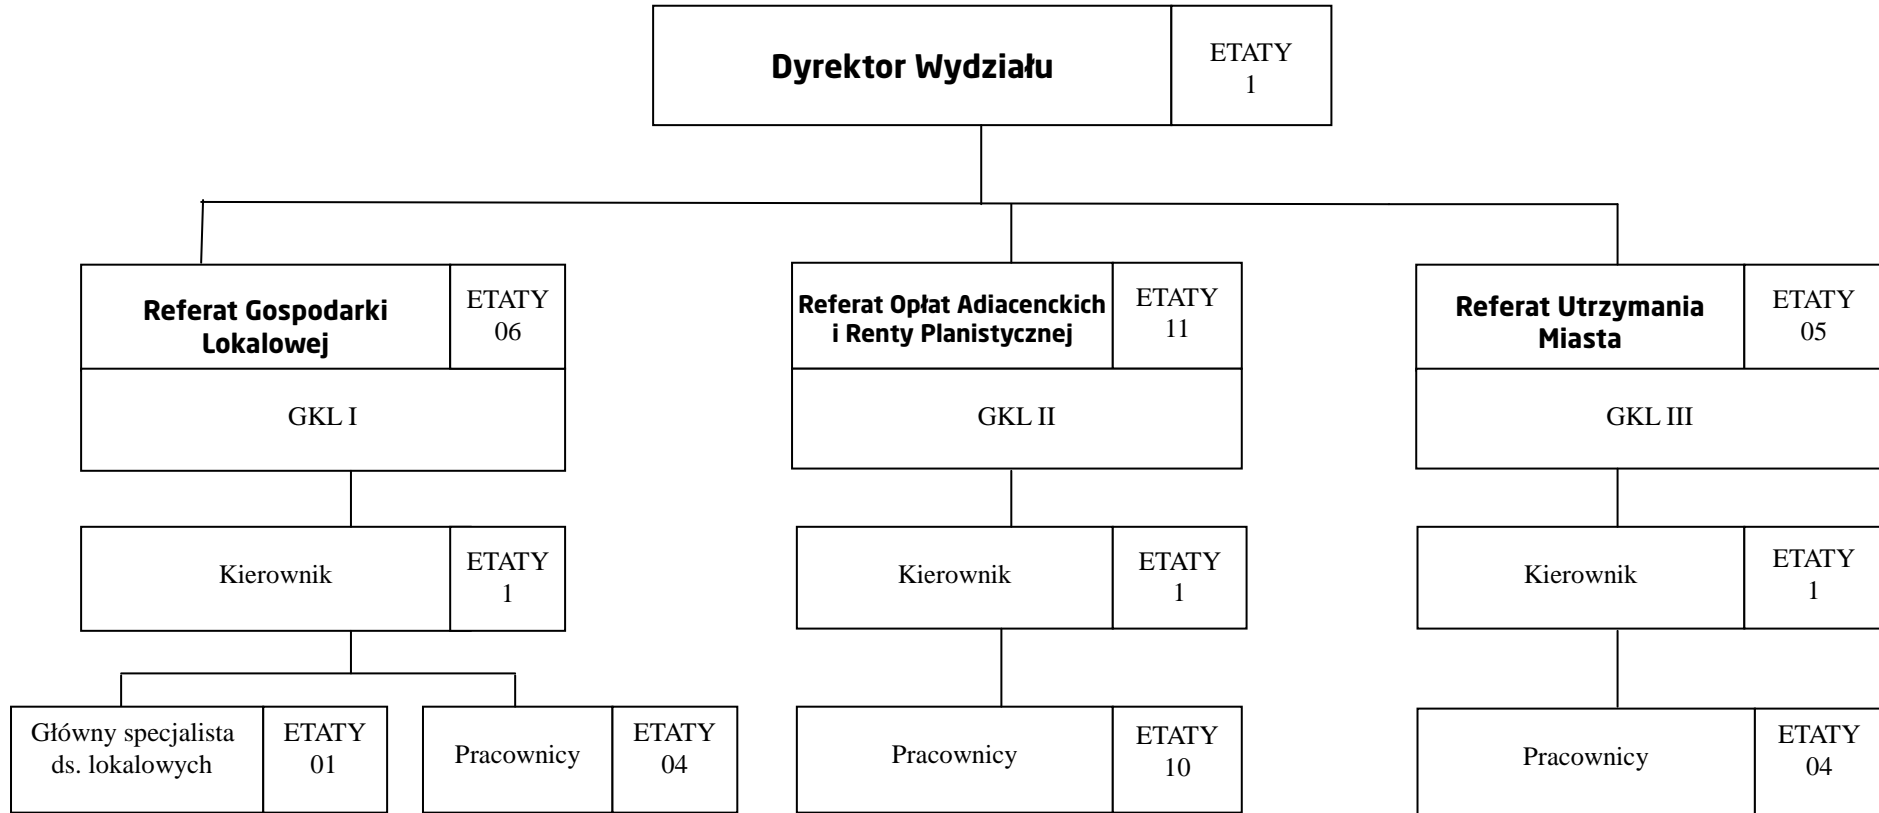 Dyrektor Wydziału
ETATY
1
Referat Gospodarki
Lokalowej
ETATY
06
GKL I
Referat Opłat Adiacenckich
i Renty Planistycznej
ETATY
11
GKL II
Referat Utrzymania
Miasta
ETATY
05
GKL III
Kierownik
ETATY
1
Kierownik
ETATY
1
Kierownik
ETATY
1
Główny specjalista
ds. lokalowych
ETATY
01
Pracownicy
ETATY
04
Pracownicy
ETATY
10
Pracownicy
ETATY
04